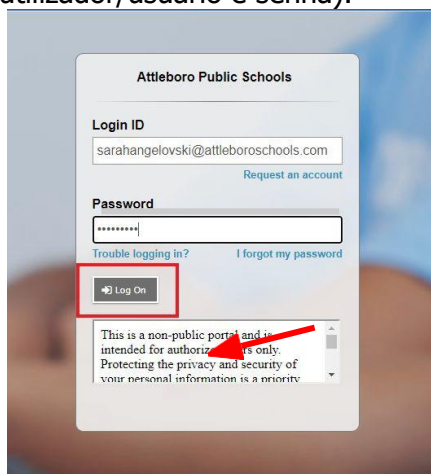 utilizador/usuário e senha).
Attleboro Public Schools
Login ID
sarahangelovski@attleboroschools.com
Request an account
Password
•••••••••
Trouble logging in? I forgot my password
Log On
This is a non-public portal and is
intended for authoriz rs only.
Protecting the privacy and security of
your personal information is a priority